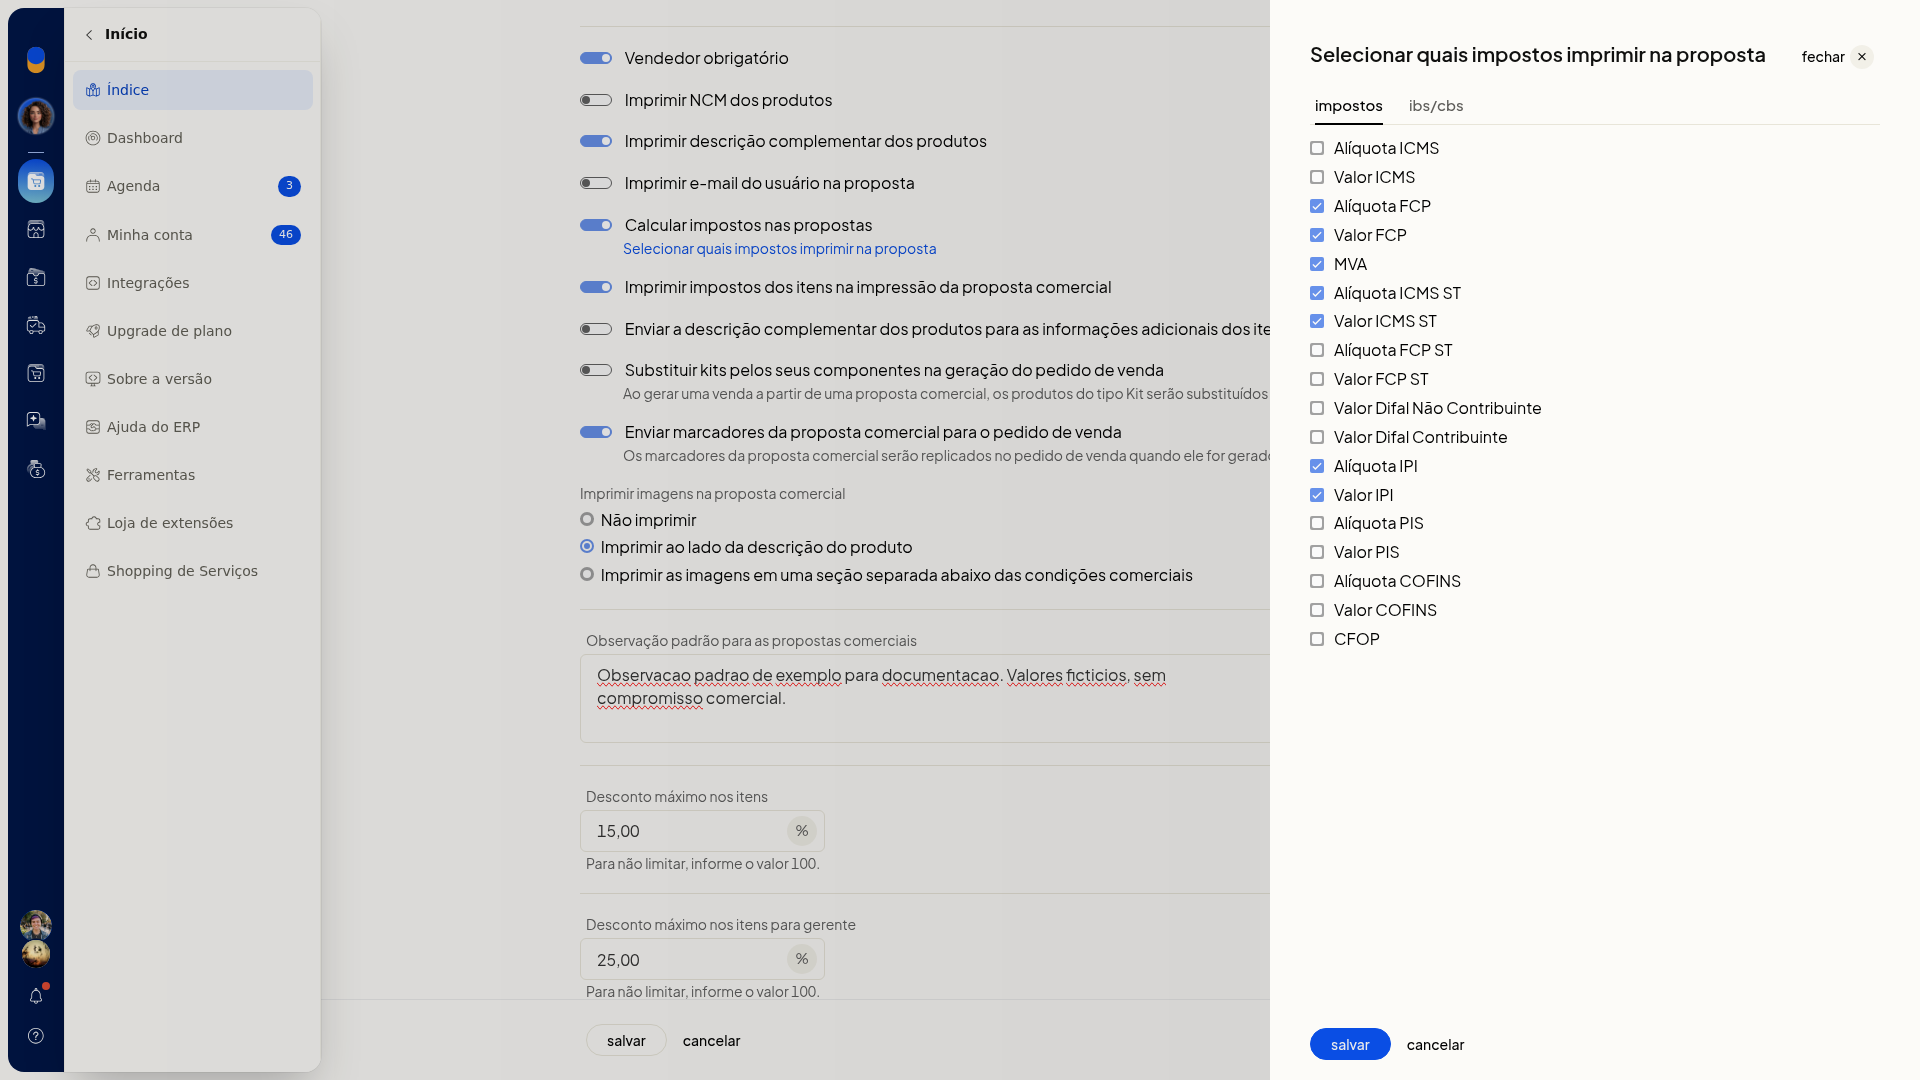 Início
Índice
Dashboard
Agenda
3
Minha conta
46
Integrações
Upgrade de plano
Sobre a versão
Ajuda do ERP
Ferramentas
Loja de extensões
Shopping de Serviços
Vendedor obrigatório
Imprimir NCM dos produtos
Imprimir descrição complementar dos produtos
Imprimir e-mail do usuário na proposta
Calcular impostos nas propostas
Selecionar quais impostos imprimir na proposta
Imprimir impostos dos itens na impressão da proposta comercial
Enviar a descrição complementar dos produtos para as informações adicionais dos ite
Substituir kits pelos seus componentes na geração do pedido de venda
Ao gerar uma venda a partir de uma proposta comercial, os produtos do tipo Kit serão substituídos
Enviar marcadores da proposta comercial para o pedido de venda
Os marcadores da proposta comercial serão replicados no pedido de venda quando ele for gerado
Imprimir imagens na proposta comercial
Não imprimir
Imprimir ao lado da descrição do produto
Imprimir as imagens em uma seção separada abaixo das condições comerciais
Observação padrão para as propostas comerciais
Observacao padrao de exemplo para documentacao. Valores ficticios, sem
compromisso comercial.
Desconto máximo nos itens
15,00
%
Para não limitar, informe o valor 100.
Desconto máximo nos itens para gerente
25,00
%
Para não limitar, informe o valor 100.
salvar
cancelar
Selecionar quais impostos imprimir na proposta
fechar
impostos
ibs/cbs
Alíquota ICMS
Valor ICMS
Alíquota FCP
Valor FCP
MVA
Alíquota ICMS ST
Valor ICMS ST
Alíquota FCP ST
Valor FCP ST
Valor Difal Não Contribuinte
Valor Difal Contribuinte
Alíquota IPI
Valor IPI
Alíquota PIS
Valor PIS
Alíquota COFINS
Valor COFINS
CFOP
salvar
cancelar